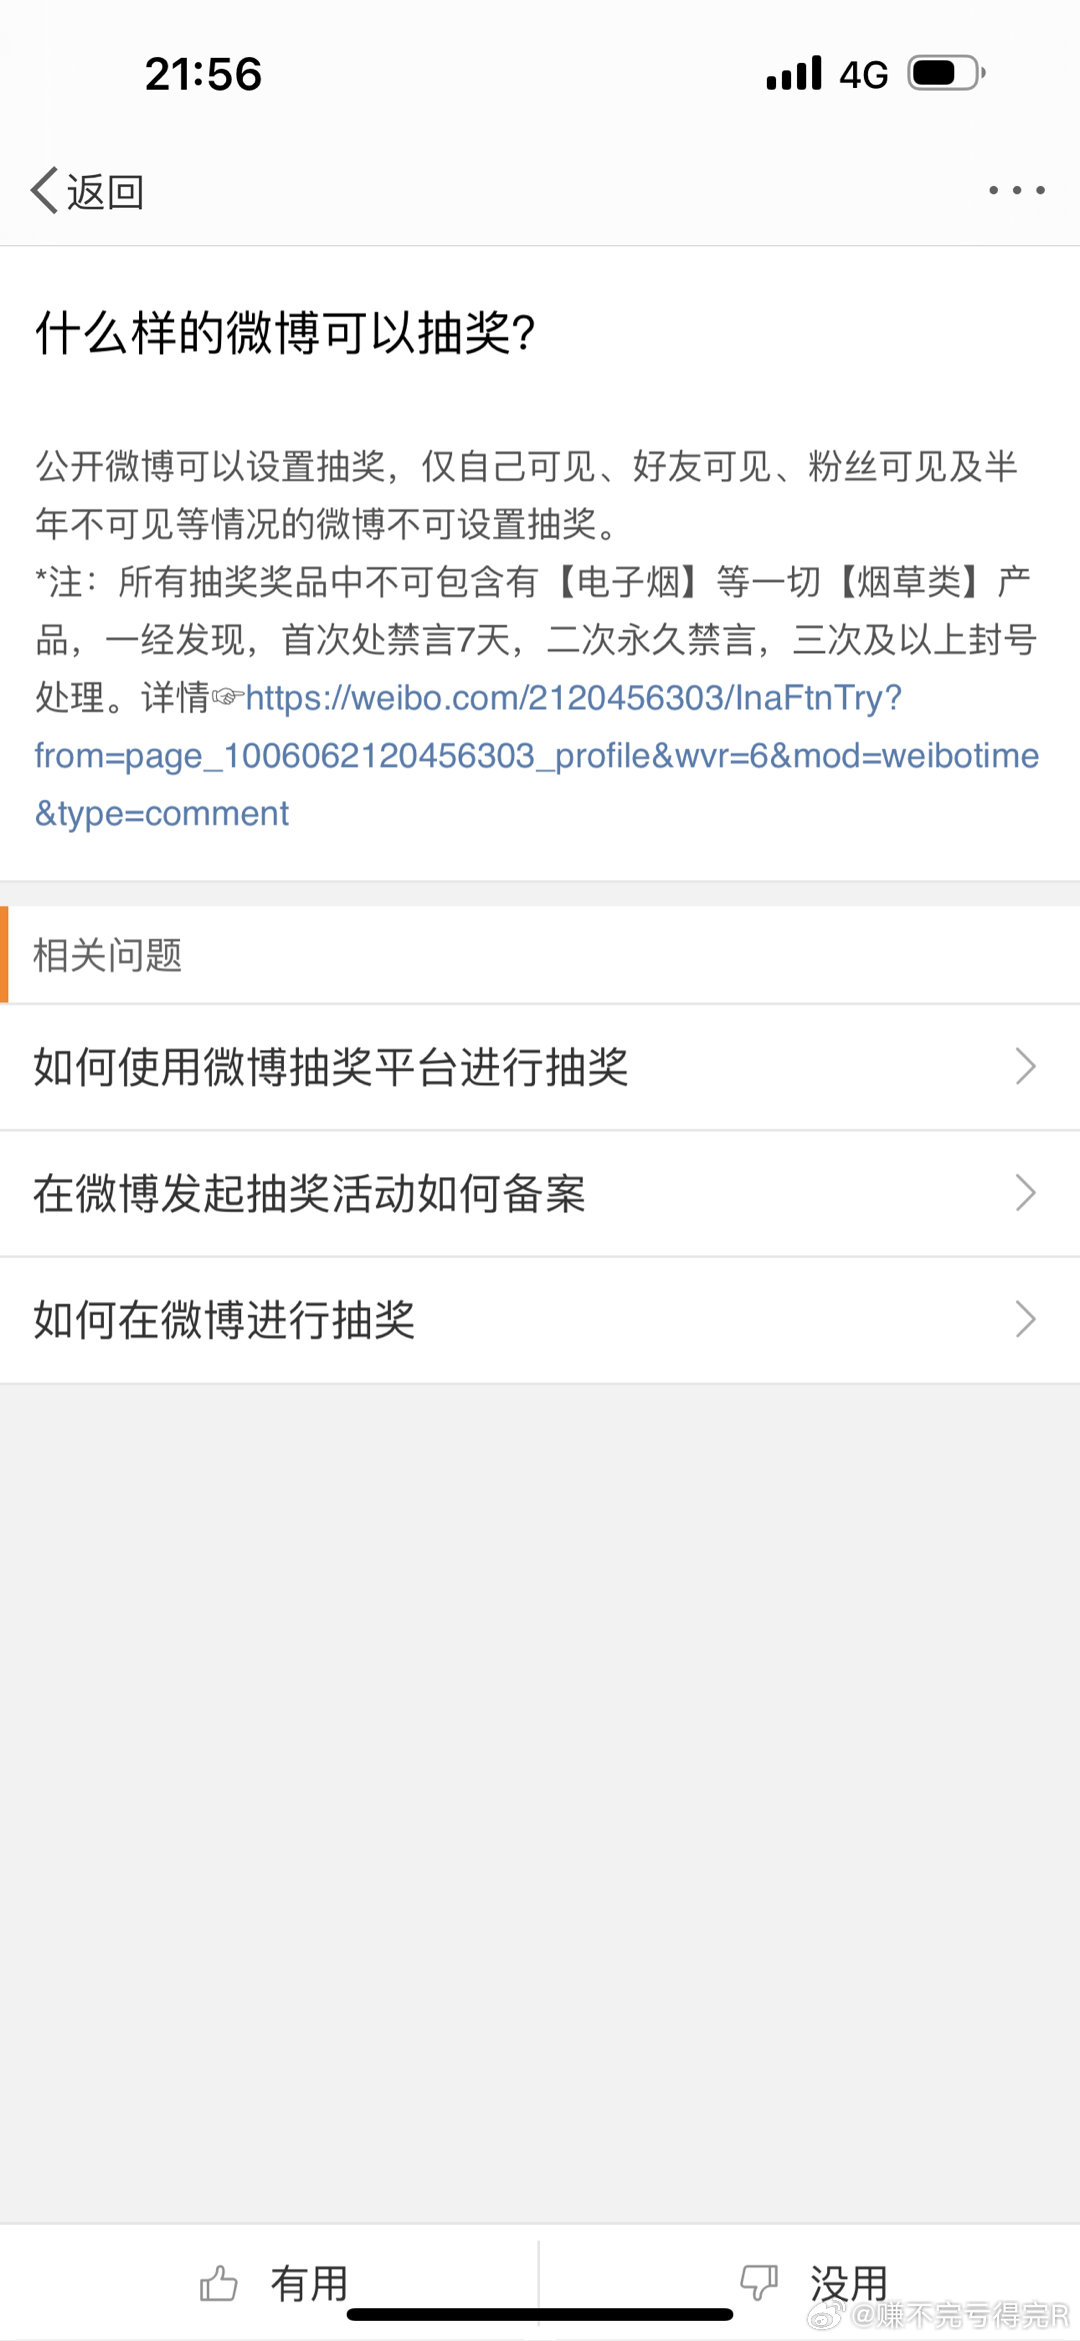 21:56
4G
返回
什么样的微博可以抽奖?
公开微博可以设置抽奖，仅自己可见、好友可见、粉丝可见及半
年不可见等情况的微博不可设置抽奖。
*注：所有抽奖奖品中不可包含有【电子烟】等一切【烟草类】产
品，一经发现，首次处禁言7天，二次永久禁言，三次及以上封号
处理。详情👉https://weibo.com/2120456303/InaFtnTry?
from=page_1006062120456303_profile&wvr=6&mod=weibotime
&type=comment
相关问题
如何使用微博抽奖平台进行抽奖
在微博发起抽奖活动如何备案
如何在微博进行抽奖
有用
没用
@赚不完亏得完R